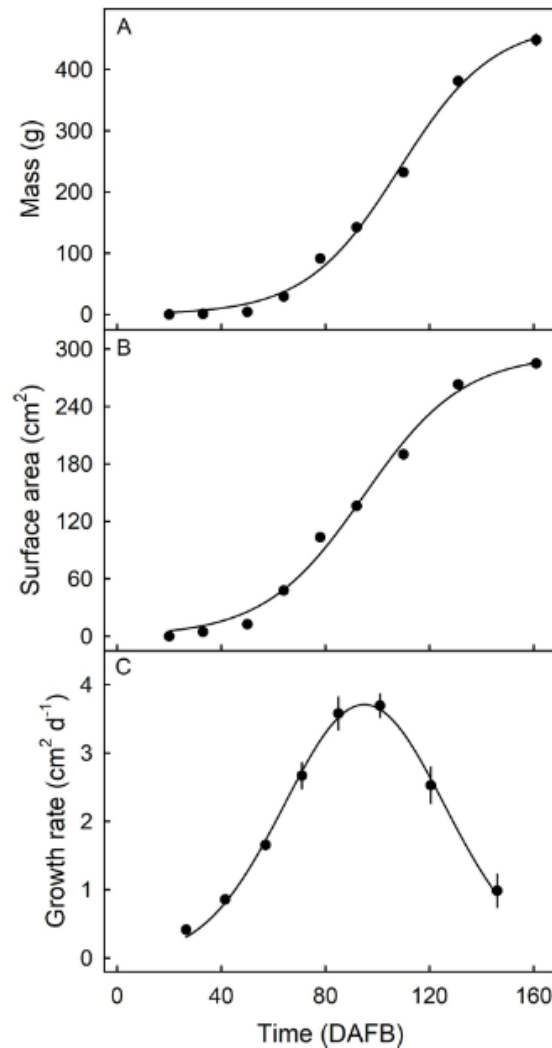 A
400
300
200
100
0
Mass (g)
B
300
240
180
120
60
0
Surface area (cm²)
C
4
3
2
1
0
Growth rate (cm² d⁻¹)
0 40 80 120 160
Time (DAFB)